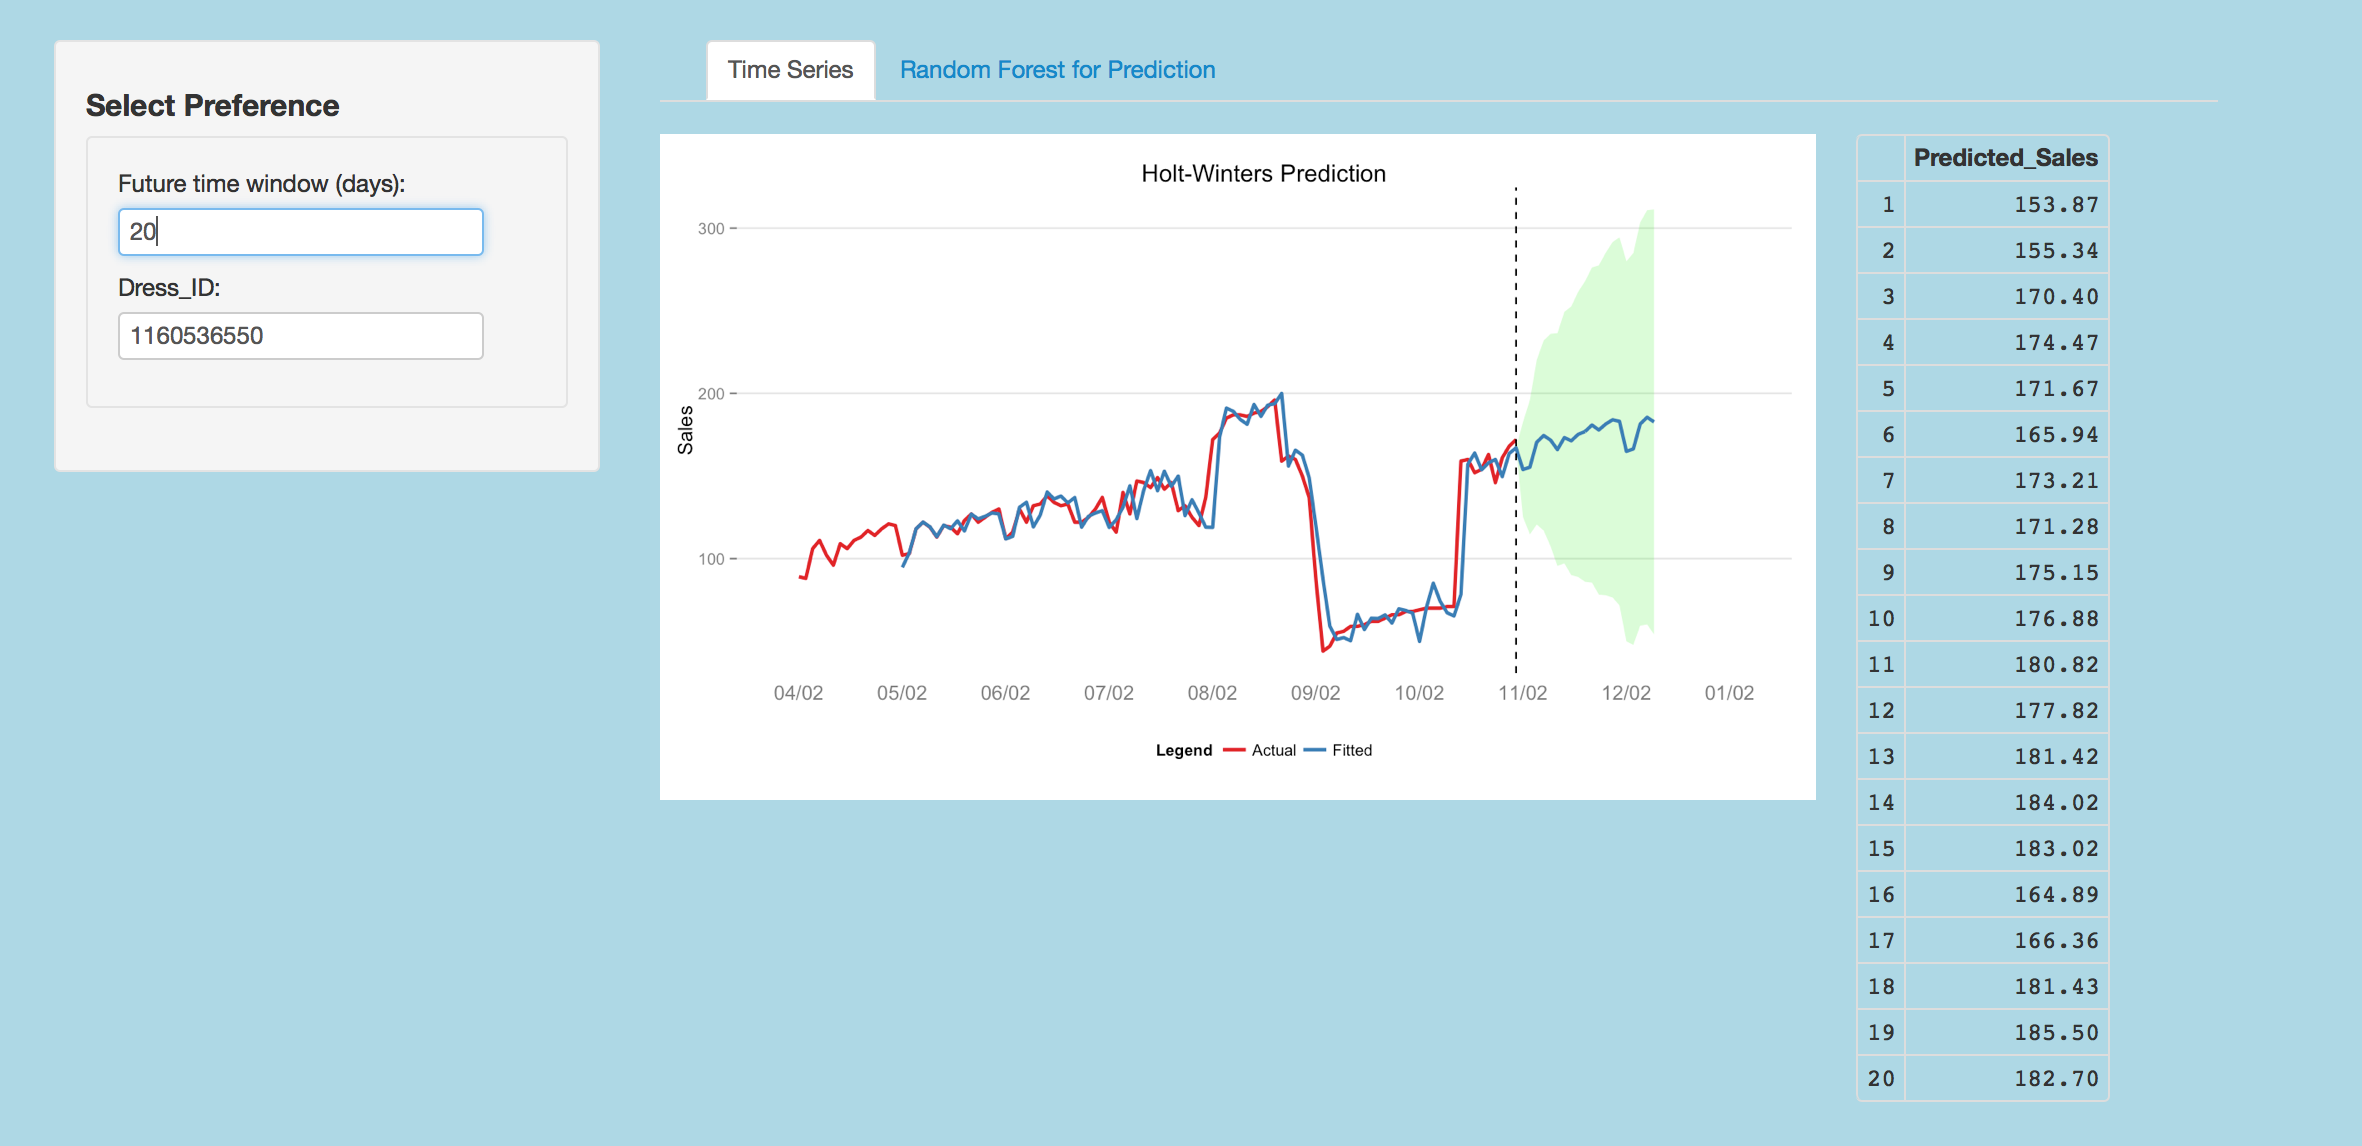 Select Preference
Future time window (days):
20
Dress_ID:
1160536550
Time Series
Random Forest for Prediction
Holt-Winters Prediction
Sales
300
200
100
04/02 05/02 06/02 07/02 08/02 09/02 10/02 11/02 12/02 01/02
Legend Actual Fitted
Predicted_Sales
1 153.87
2 155.34
3 170.40
4 174.47
5 171.67
6 165.94
7 173.21
8 171.28
9 175.15
10 176.88
11 180.82
12 177.82
13 181.42
14 184.02
15 183.02
16 164.89
17 166.36
18 181.43
19 185.50
20 182.70